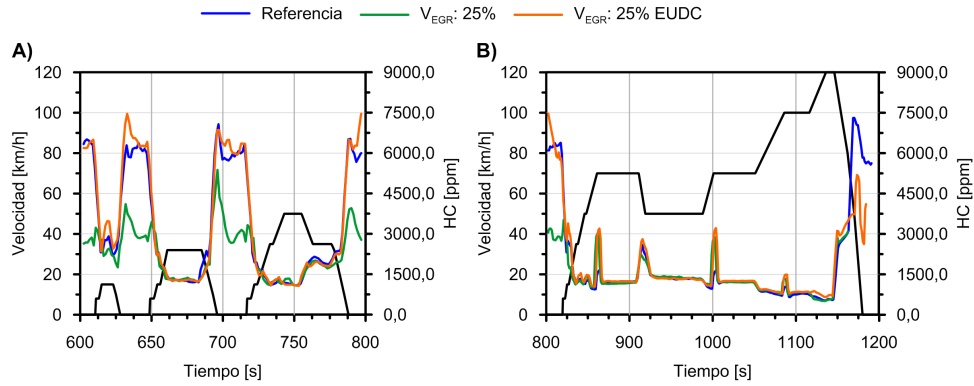 Referencia V_EGR: 25% V_EGR: 25% EUDC
A) B)
120 9000,0 120 9000,0
100 7500,0 100 7500,0
80 6000,0 80 6000,0
60 4500,0 60 4500,0
40 3000,0 40 3000,0
20 1500,0 20 1500,0
0 0,0 0 0,0
Velocidad [km/h] HC [ppm] Velocidad [km/h] HC [ppm]
600 650 700 750 800 800 900 1000 1100 1200
Tiempo [s] Tiempo [s]